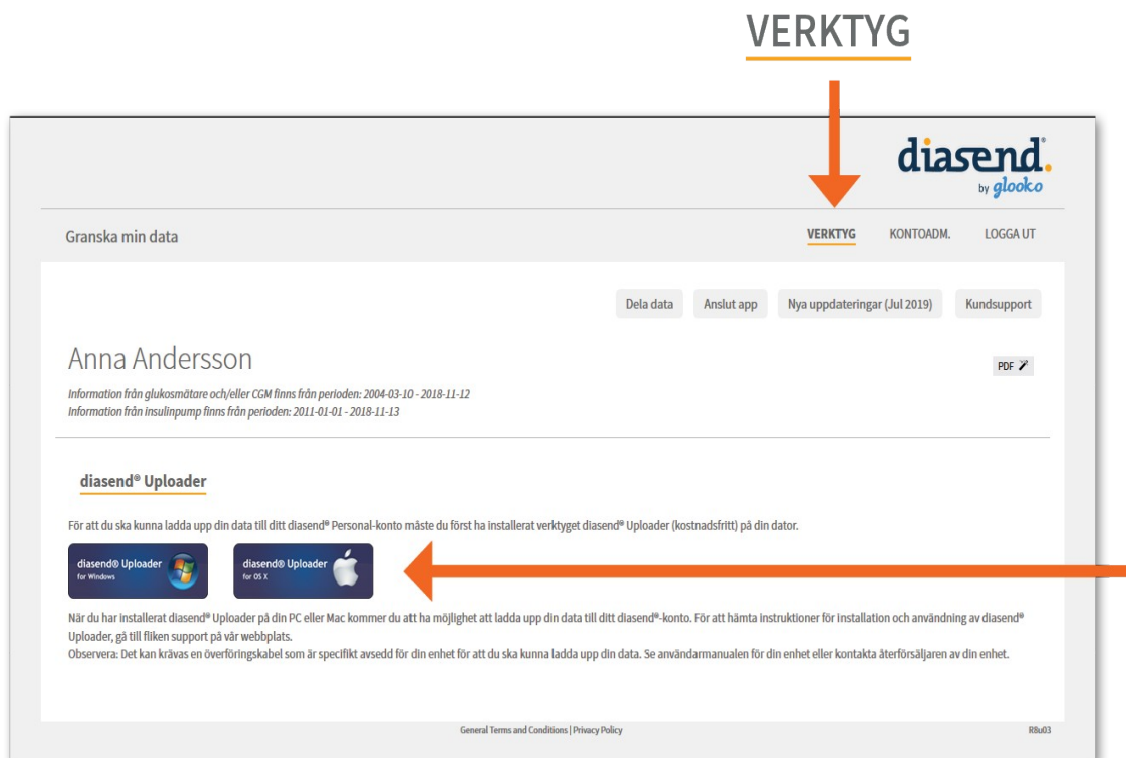 VERKTYG
diasend.®
by glooko
Granska min data
VERKTYG
KONTOADM.
LOGGA UT
Dela data
Anslut app
Nya uppdateringar (Jul 2019)
Kundsupport
Anna Andersson
PDF
Information från glukosmätare och/eller CGM finns från perioden: 2004-03-10 - 2018-11-12
Information från insulinpump finns från perioden: 2011-01-01 - 2018-11-13
diasend® Uploader
För att du ska kunna ladda upp din data till ditt diasend® Personal-konto måste du först ha installerat verktyget diasend® Uploader (kostnadsfritt) på din dator.
diasend® Uploader
for Windows
diasend® Uploader
for OS X
När du har installerat diasend® Uploader på din PC eller Mac kommer du att ha möjlighet att ladda upp din data till ditt diasend®-konto. För att hämta instruktioner för installation och användning av diasend®
Uploader, gå till fliken support på vår webbplats.
Observera: Det kan krävas en överföringskabel som är specifikt avsedd för din enhet för att du ska kunna ladda upp din data. Se användarmanualen för din enhet eller kontakta återförsäljaren av din enhet.
General Terms and Conditions | Privacy Policy
R8u03